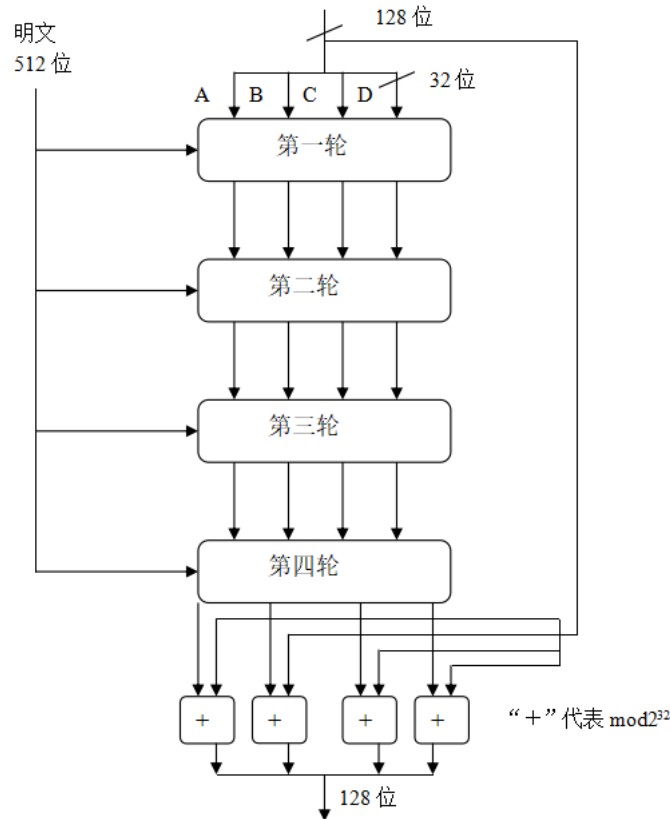 128 位
明文
512 位
A B C D
32 位
第一轮
第二轮
第三轮
第四轮
+ + + +
“+”代表 mod2³²
128 位